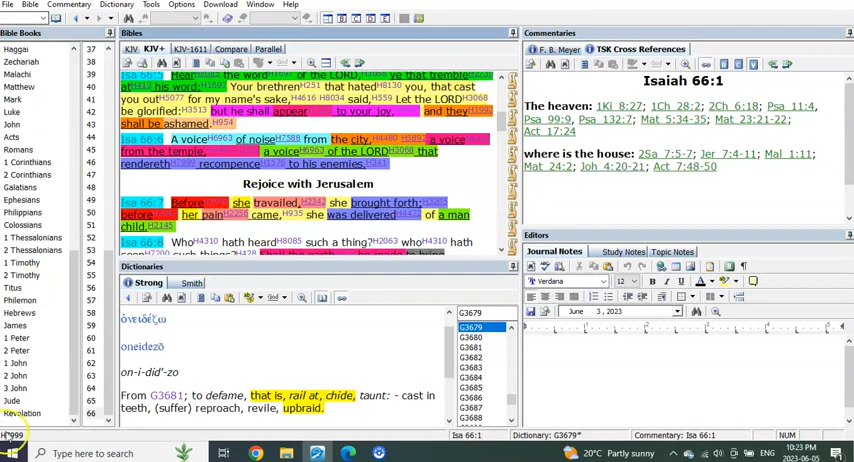 File Bible Commentary Dictionary Tools Download Window Help
B C D E
Bible Books
Haggai
Zechariah
Malachi
Matthew
Mark
Luke
John
Acts
Romans
1 Corinthians
2 Corinthians
Galatians
Ephesians
Philippians
Colossians
1 Thessalonians
2 Thessalonians
1 Timothy
2 Timothy
Titus
Philemon
Hebrews
James
1 Peter
2 Peter
1 John
2 John
3 John
Jude
Revelation
37
38
39
40
41
42
43
44
45
46
47
48
49
50
51
52
53
54
55
56
57
58
59
60
61
62
63
64
65
66
Bibles
KJV KJV+ KJV-1611 Compare Parallel
Isa 66:5 Hear the word of the LORD, ye that tremble
at his word; Your brethren that hated you, that cast
you out for my name's sake, said, Let the LORD
be glorified: but he shall appear to your joy, and they
shall be ashamed.
Isa 66:6 A voice of noise from the city, a voice
from the temple, a voice of the LORD that
rendereth recompence to his enemies.
Rejoice with Jerusalem
Isa 66:7 Before she travailed, she brought forth;
before her pain came, she was delivered of a man
child.
Isa 66:8 Who hath heard such a thing? who hath
Dictionaries
Strong Smith
ὀνειδίζω
oneidezō
on-i-did'-zo
From G3681; to defame, that is, rail at, chide, taunt: - cast in
teeth, (suffer) reproach, revile, upbraid.
G3679
G3679
G3680
G3681
G3682
G3683
G3684
G3685
G3686
G3687
G3688
Commentaries
F. B. Meyer TSK Cross References
Isaiah 66:1
The heaven: 1Ki 8:27; 1Ch 28:2; 2Ch 6:18; Psa 11:4,
Psa 99:9, Psa 132:7; Mat 5:34-35; Mat 23:21-22;
Act 17:24
where is the house: 2Sa 7:5-7; Jer 7:4-11; Mal 1:11;
Mat 24:2; Joh 4:20-21; Act 7:48-50
Editors
Journal Notes Study Notes Topic Notes
Verdana 12 B I U
June 3 , 2023
1 2 3 4 5
Isa 66:1 Dictionary: G3679* Commentary: Isa 66:1 NUM
Type here to search
20°C Partly sunny
10:23 PM
2023-06-05